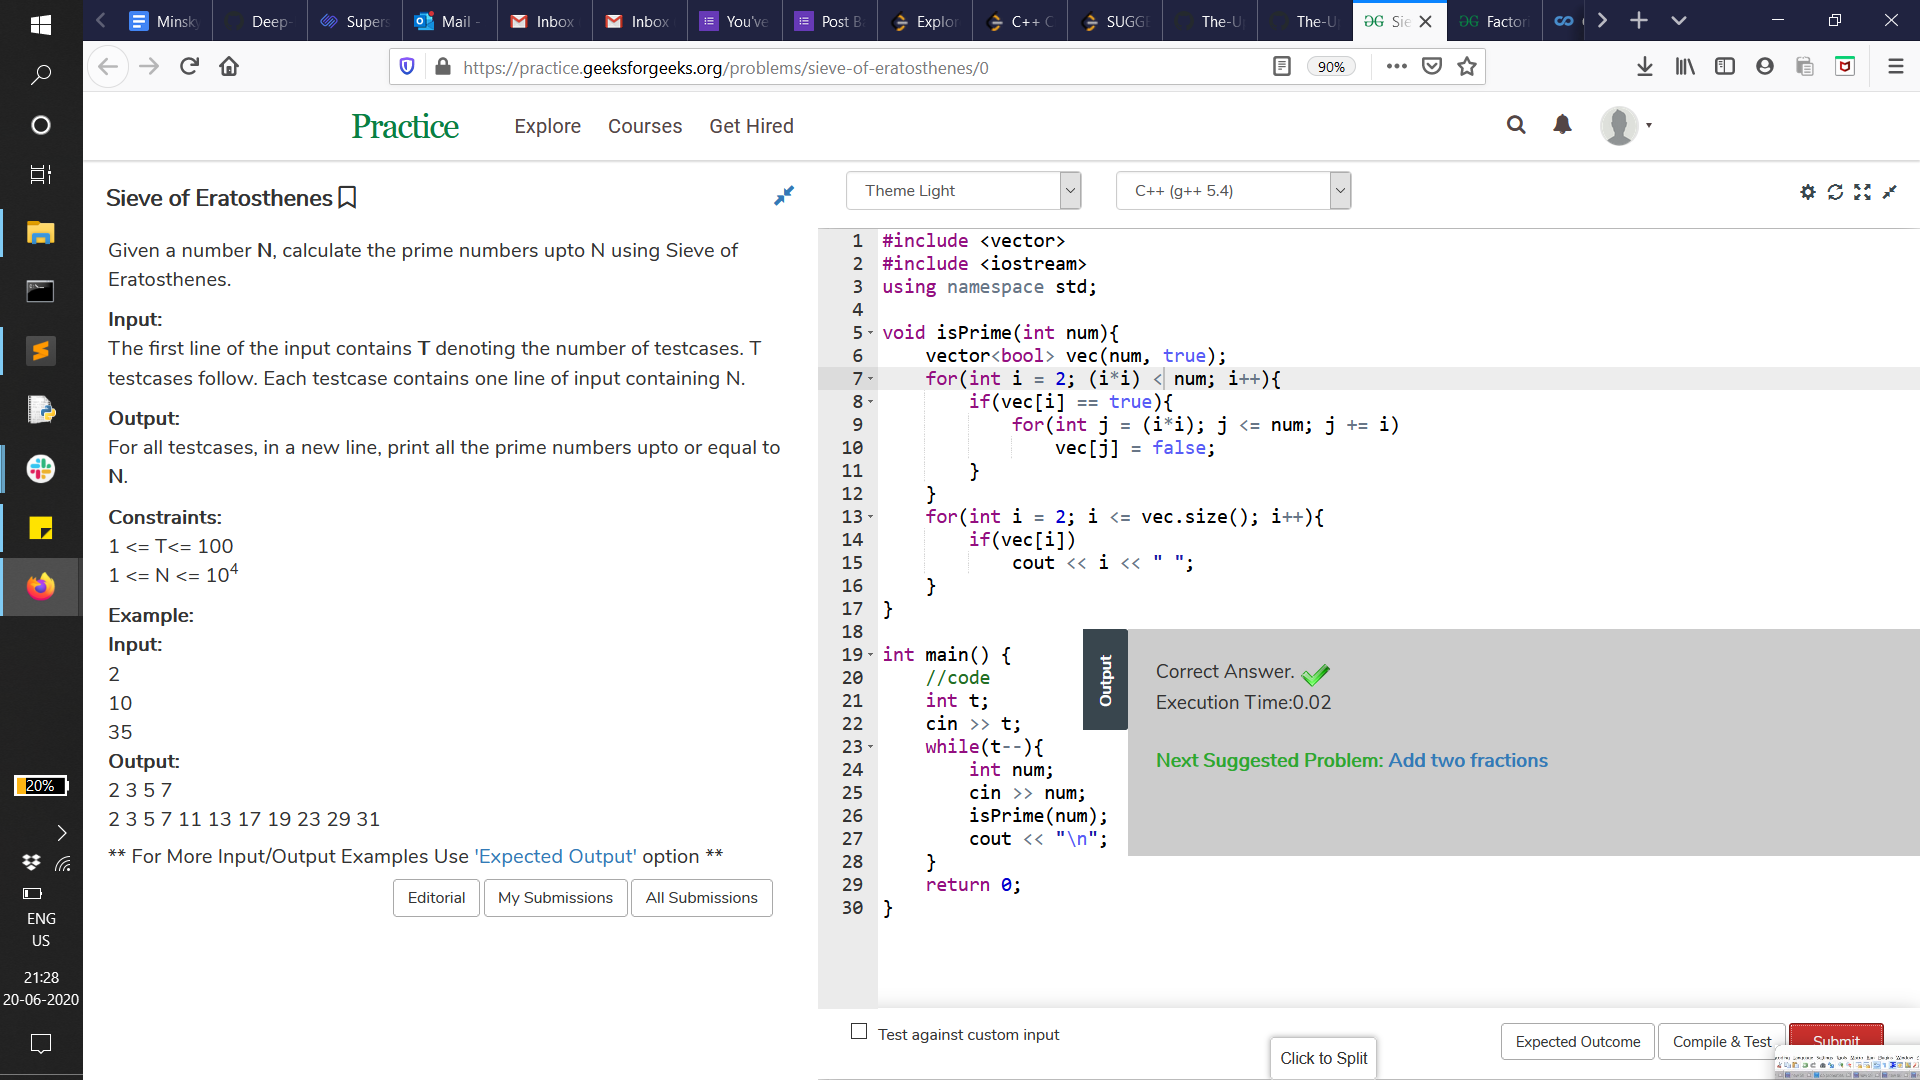 Minsky
Deep-
Supers
Mail -
Inbox
Inbox
You've
Post B
Explor
C++ C
SUGGE
The-U
The-U
Sie
Factori
https://practice.geeksforgeeks.org/problems/sieve-of-eratosthenes/0
90%
Practice
Explore
Courses
Get Hired
Sieve of Eratosthenes
Given a number N, calculate the prime numbers upto N using Sieve of
Eratosthenes.
Input:
The first line of the input contains T denoting the number of testcases. T
testcases follow. Each testcase contains one line of input containing N.
Output:
For all testcases, in a new line, print all the prime numbers upto or equal to
N.
Constraints:
1 <= T<= 100
1 <= N <= 10⁴
Example:
Input:
2
10
35
Output:
2 3 5 7
2 3 5 7 11 13 17 19 23 29 31
** For More Input/Output Examples Use 'Expected Output' option **
Editorial
My Submissions
All Submissions
Theme Light
C++ (g++ 5.4)
1 #include <vector>
2 #include <iostream>
3 using namespace std;
4
5 void isPrime(int num){
6     vector<bool> vec(num, true);
7     for(int i = 2; (i*i) < num; i++){
8         if(vec[i] == true){
9             for(int j = (i*i); j <= num; j += i)
10                 vec[j] = false;
11         }
12     }
13     for(int i = 2; i <= vec.size(); i++){
14         if(vec[i])
15             cout << i << " ";
16     }
17 }
18
19 int main() {
20     //code
21     int t;
22     cin >> t;
23     while(t--){
24         int num;
25         cin >> num;
26         isPrime(num);
27         cout << "\n";
28     }
29     return 0;
30 }
Output
Correct Answer.
Execution Time:0.02
Next Suggested Problem: Add two fractions
Test against custom input
Click to Split
Expected Outcome
Compile & Test
Submit
20%
ENG
US
21:28
20-06-2020